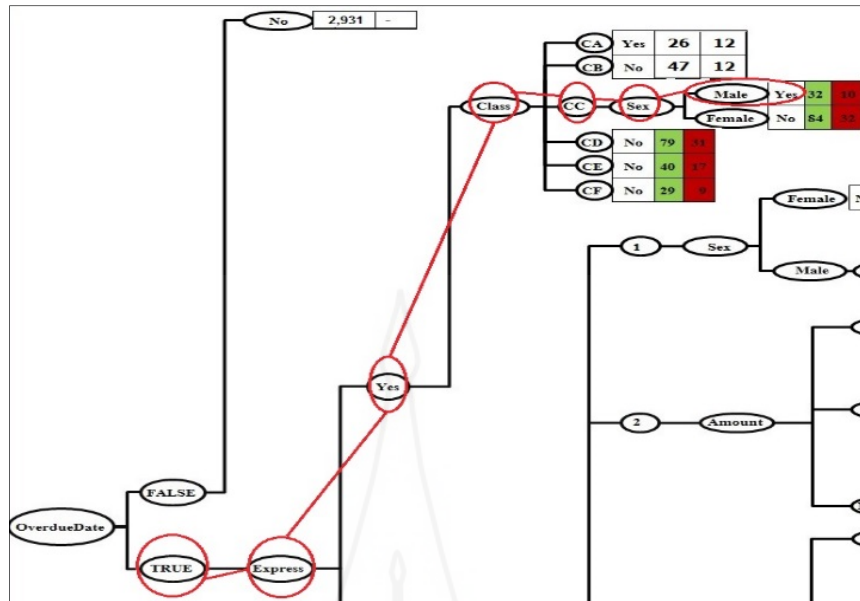 No 2,931 -
CA Yes 26 12
CB No 47 12
Class CC Sex Male Yes 32 10
Female No 84 32
CD No 79 31
CE No 40 17
CF No 29 9
Female
1 Sex
Male
Yes
2 Amount
FALSE
OverdueDate
TRUE Express